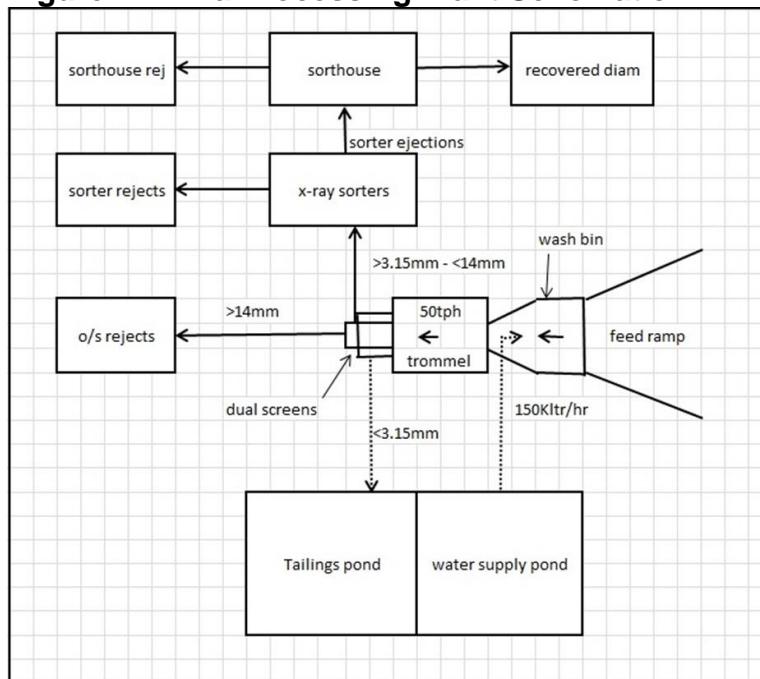 sorthouse rej
sorthouse
recovered diam
sorter ejections
sorter rejects
x-ray sorters
wash bin
>3.15mm - <14mm
>14mm
50tph
o/s rejects
feed ramp
trommel
dual screens
150Kltr/hr
<3.15mm
Tailings pond
water supply pond